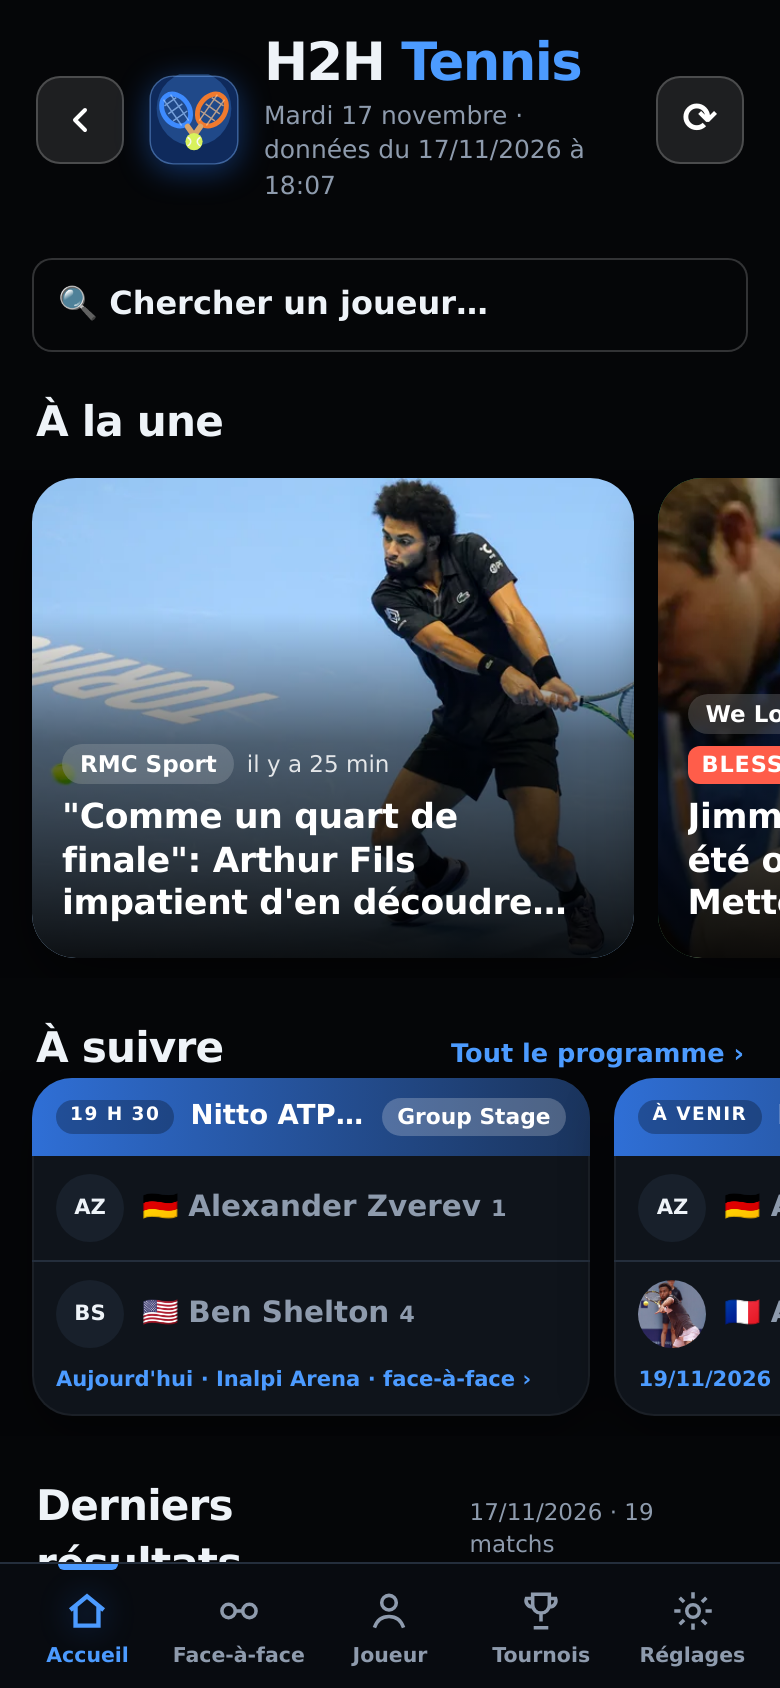 H2H Tennis
Mardi 17 novembre ·
données du 17/11/2026 à
18:07
🔍 Chercher un joueur…
À la une
TORINO
RMC Sport il y a 25 min
"Comme un quart de
finale": Arthur Fils
impatient d'en découdre…
We Lo
BLESS
Jimm
été o
Mette
À suivre
Tout le programme ›
19 H 30 Nitto ATP… Group Stage
AZ 🇩🇪 Alexander Zverev 1
BS 🇺🇸 Ben Shelton 4
Aujourd'hui · Inalpi Arena · face-à-face ›
À VENIR
AZ 🇩🇪 A
🇫🇷 A
19/11/2026
Derniers
résultats
17/11/2026 · 19
matchs
Accueil
Face-à-face
Joueur
Tournois
Réglages